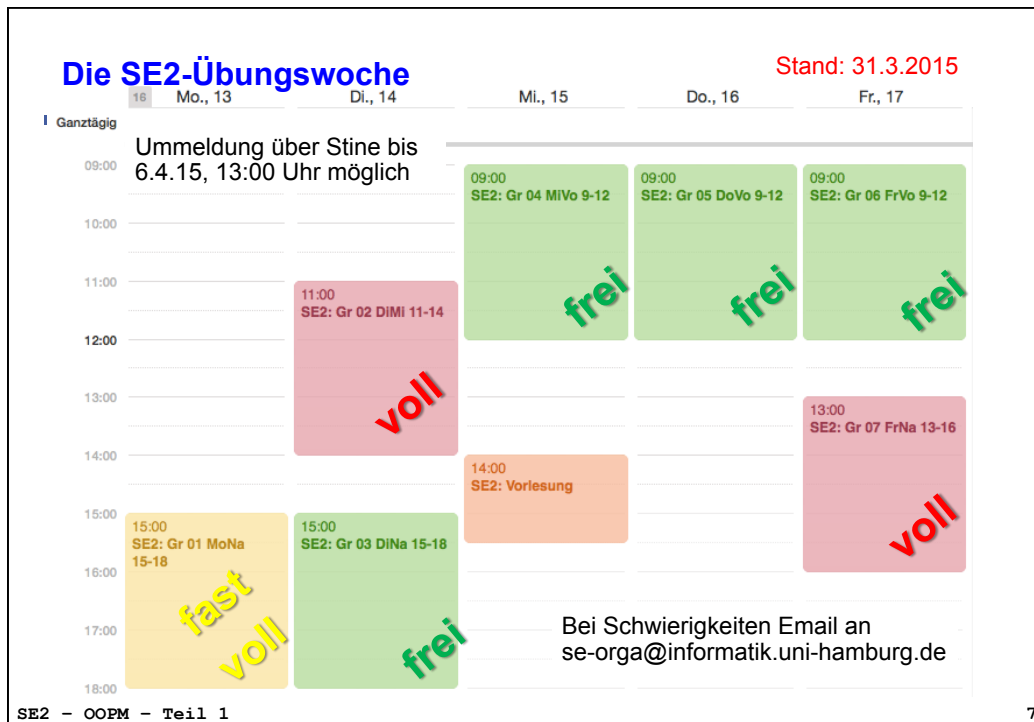 Die SE2-Übungswoche
Stand: 31.3.2015
16 Mo., 13 Di., 14 Mi., 15 Do., 16 Fr., 17
Ganztägig
Ummeldung über Stine bis
6.4.15, 13:00 Uhr möglich
09:00
10:00
11:00
12:00
13:00
14:00
15:00
16:00
17:00
18:00
15:00
SE2: Gr 01 MoNa
15-18
fast
voll
11:00
SE2: Gr 02 DiMi 11-14
voll
15:00
SE2: Gr 03 DiNa 15-18
frei
09:00
SE2: Gr 04 MiVo 9-12
frei
14:00
SE2: Vorlesung
09:00
SE2: Gr 05 DoVo 9-12
frei
09:00
SE2: Gr 06 FrVo 9-12
frei
13:00
SE2: Gr 07 FrNa 13-16
voll
Bei Schwierigkeiten Email an
se-orga@informatik.uni-hamburg.de
SE2 – OOPM – Teil 1
7